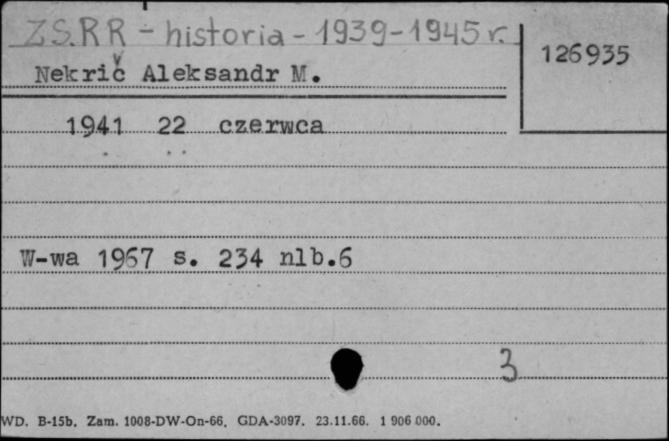 ZSRR - historia - 1939-1945 r.
126935
Nekrič Aleksandr M.
1941 22 czerwca
W-wa 1967 s. 234 nlb.6
3
WD. B-15b. Zam. 1008-DW-On-66. GDA-3097. 23.11.66. 1 906 000.